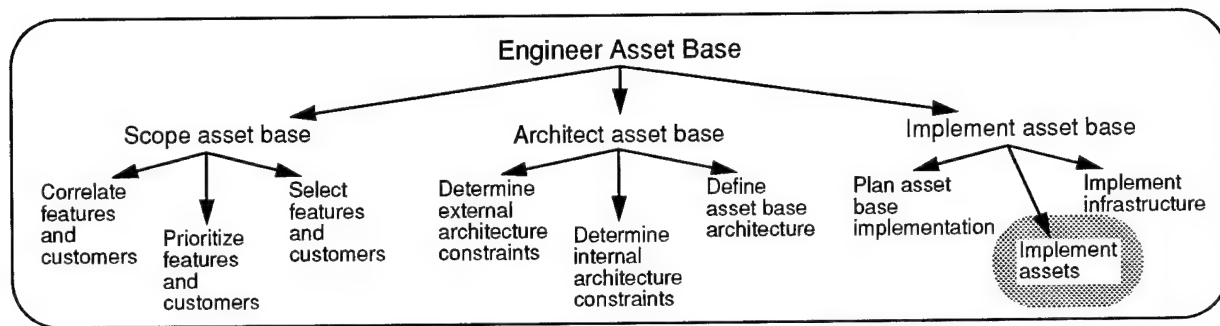 Engineer Asset Base
Scope asset base
Architect asset base
Implement asset base
Correlate
features
and
customers
Prioritize
features
and
customers
Select
features
and
customers
Determine
external
architecture
constraints
Determine
internal
architecture
constraints
Define
asset base
architecture
Plan asset
base
implementation
Implement
assets
Implement
infrastructure